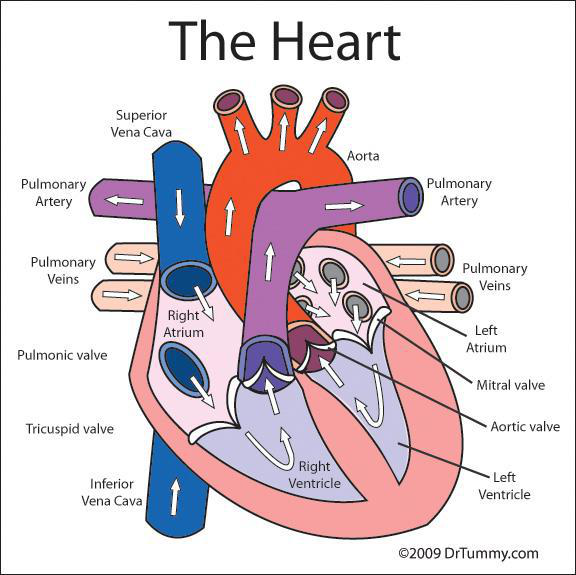 The Heart
Superior
Vena Cava
Aorta
Pulmonary
Artery
Pulmonary
Artery
Pulmonary
Veins
Pulmonary
Veins
Right
Atrium
Left
Atrium
Pulmonic valve
Mitral valve
Tricuspid valve
Aortic valve
Inferior
Vena Cava
Right
Ventricle
Left
Ventricle
©2009 DrTummy.com